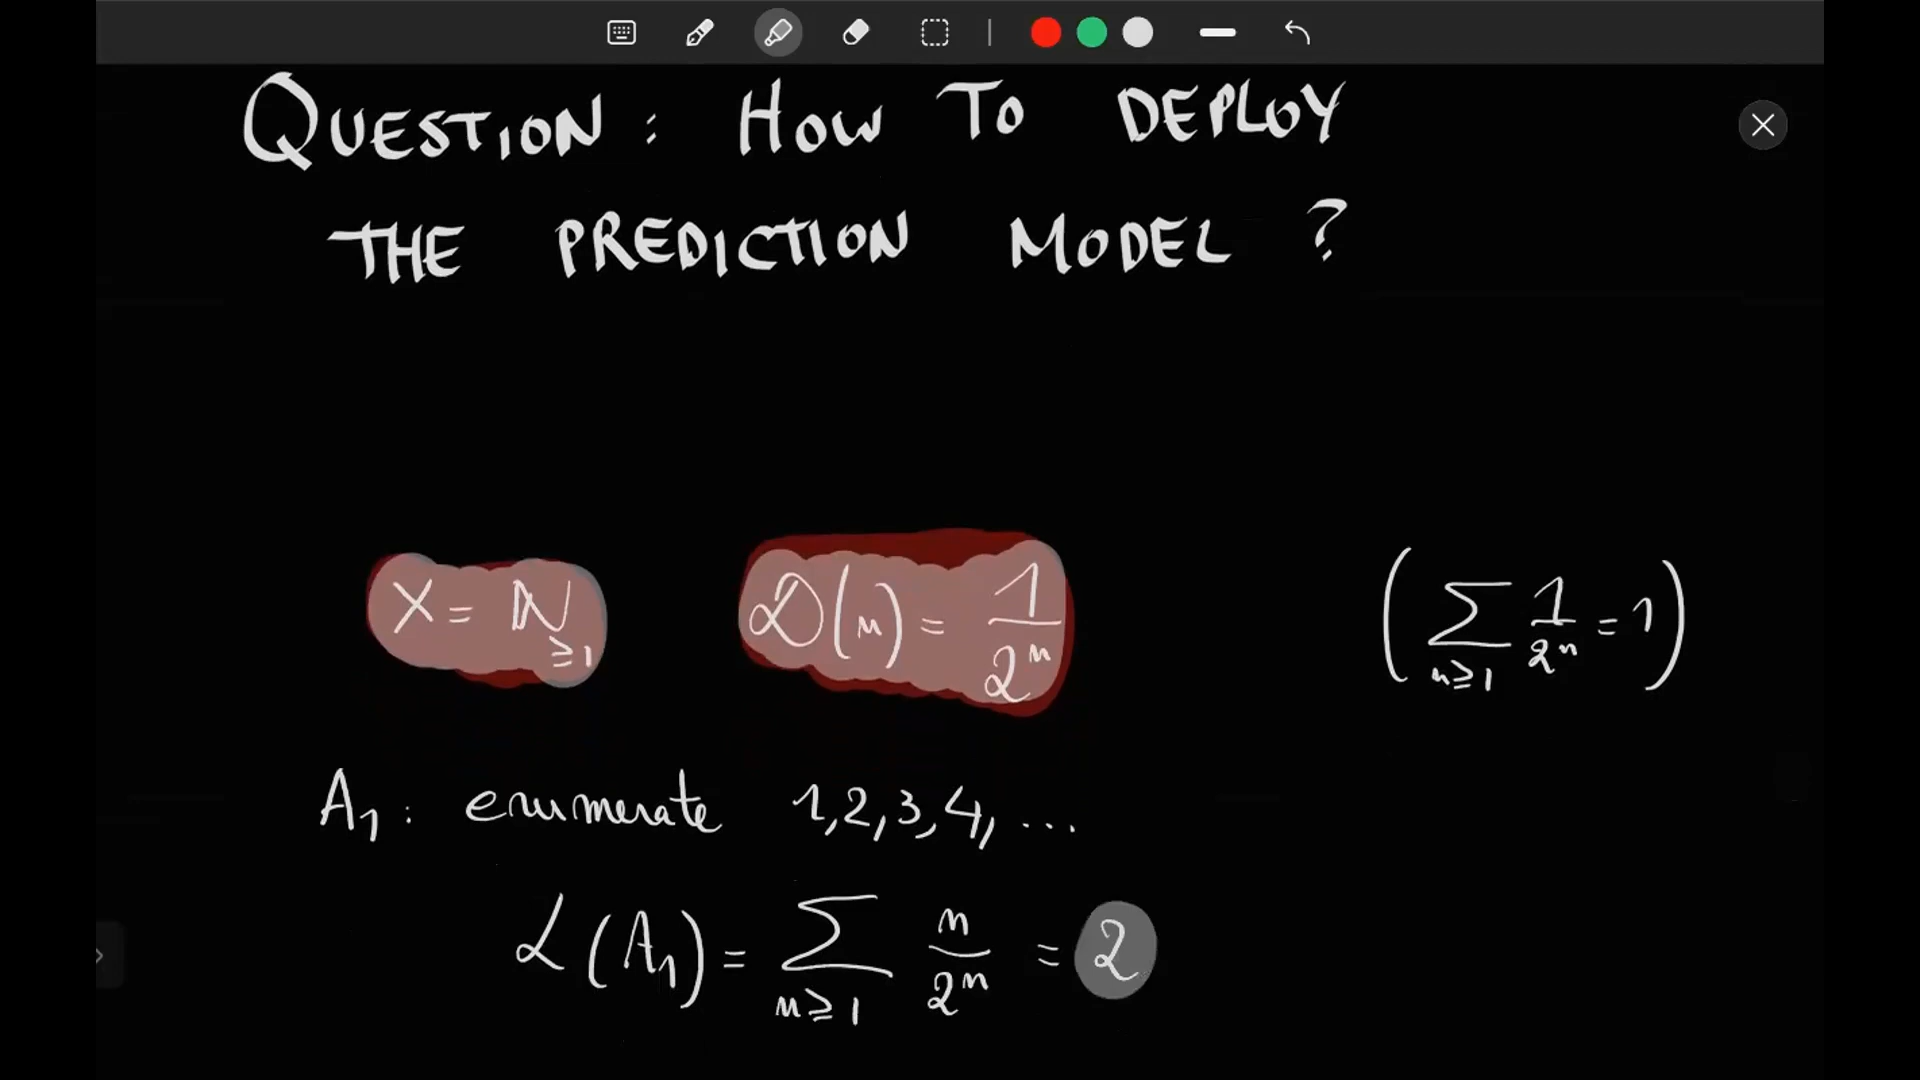 QUESTION: HOW TO DEPLOY
THE PREDICTION MODEL ?
X = ℕ≥1    𝒟(n) = 1/2ⁿ    (∑n≥1 1/2ⁿ = 1)
A₁: enumerate 1,2,3,4, ...
ℒ(A₁) = ∑n≥1 n/2ⁿ = 2